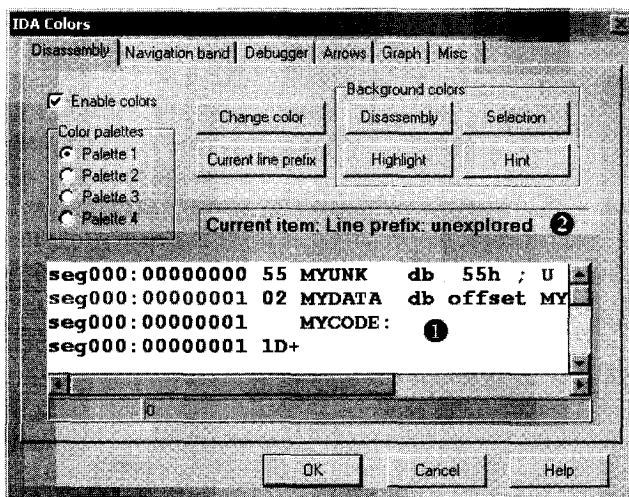 IDA Colors
Disassembly Navigation band Debugger Arrows Graph Misc
Enable colors
Color palettes
Palette 1
Palette 2
Palette 3
Palette 4
Change color
Current line prefix
Background colors
Disassembly Selection
Highlight Hint
Current item: Line prefix: unexplored ❷
seg000:00000000 55 MYUNK db 55h ; U
seg000:00000001 02 MYDATA db offset MY
seg000:00000001 MYCODE: ❶
seg000:00000001 1D+
0
OK Cancel Help